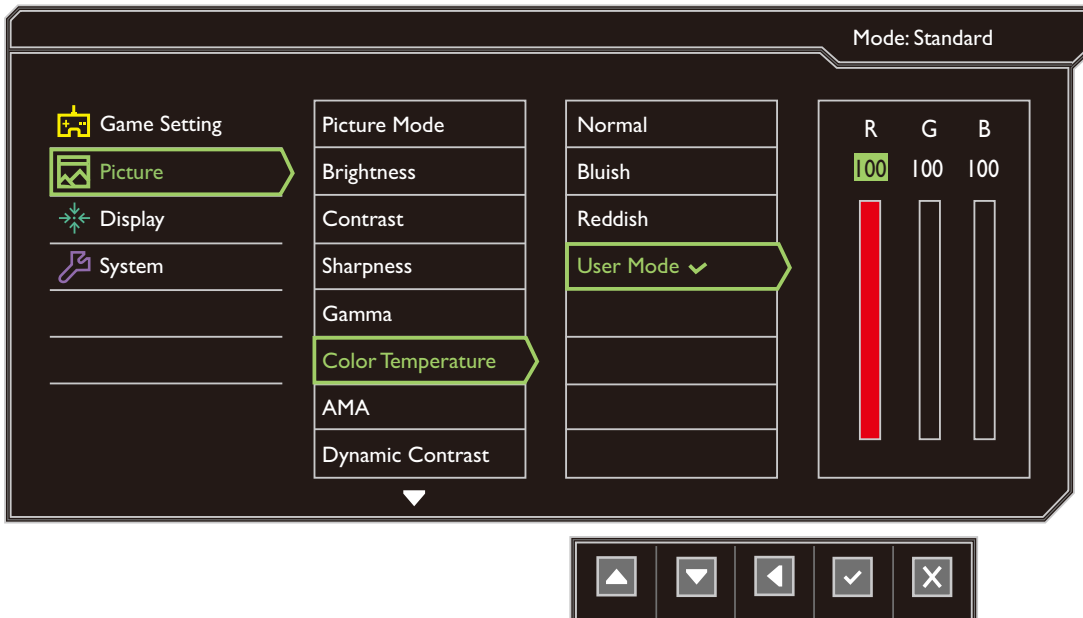 Mode: Standard
Game Setting
Picture
Display
System
Picture Mode
Brightness
Contrast
Sharpness
Gamma
Color Temperature
AMA
Dynamic Contrast
Normal
Bluish
Reddish
User Mode
R G B
100 100 100